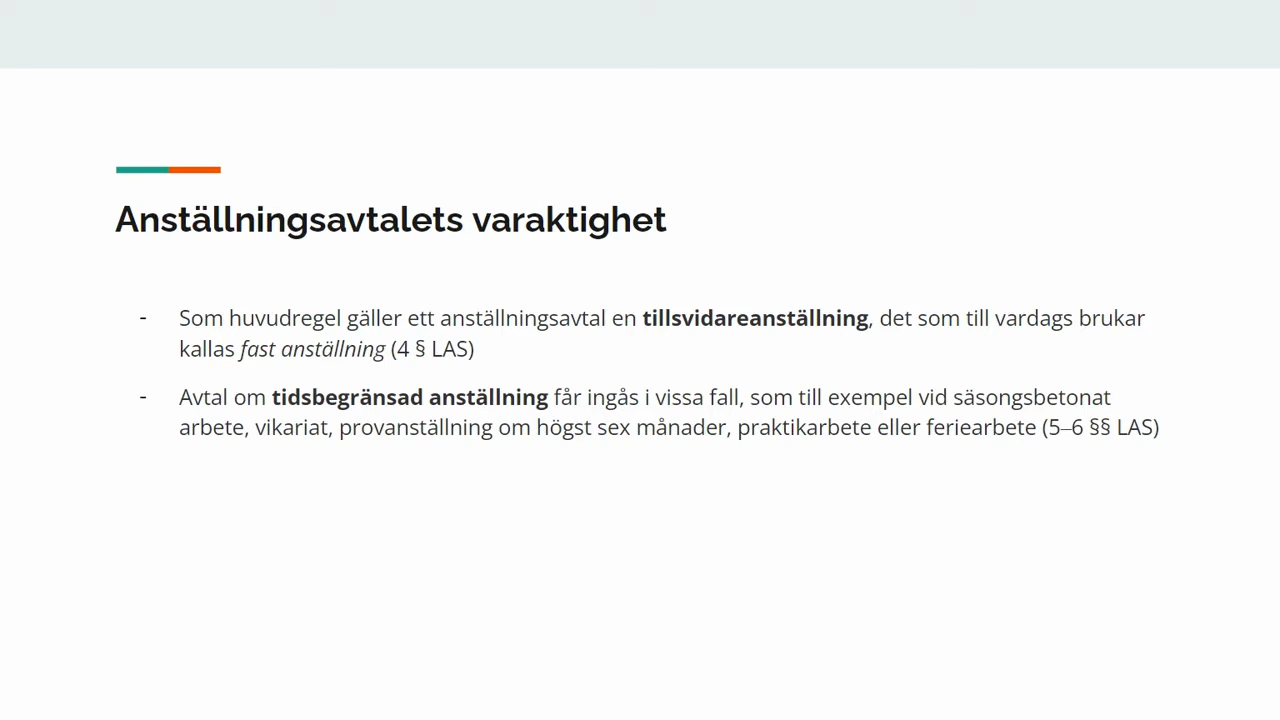 Anställningsavtalets varaktighet
- Som huvudregel gäller ett anställningsavtal en tillsvidareanställning, det som till vardags brukar
kallas fast anställning (4 § LAS)
- Avtal om tidsbegränsad anställning får ingås i vissa fall, som till exempel vid säsongsbetonat
arbete, vikariat, provanställning om högst sex månader, praktikarbete eller feriearbete (5–6 §§ LAS)